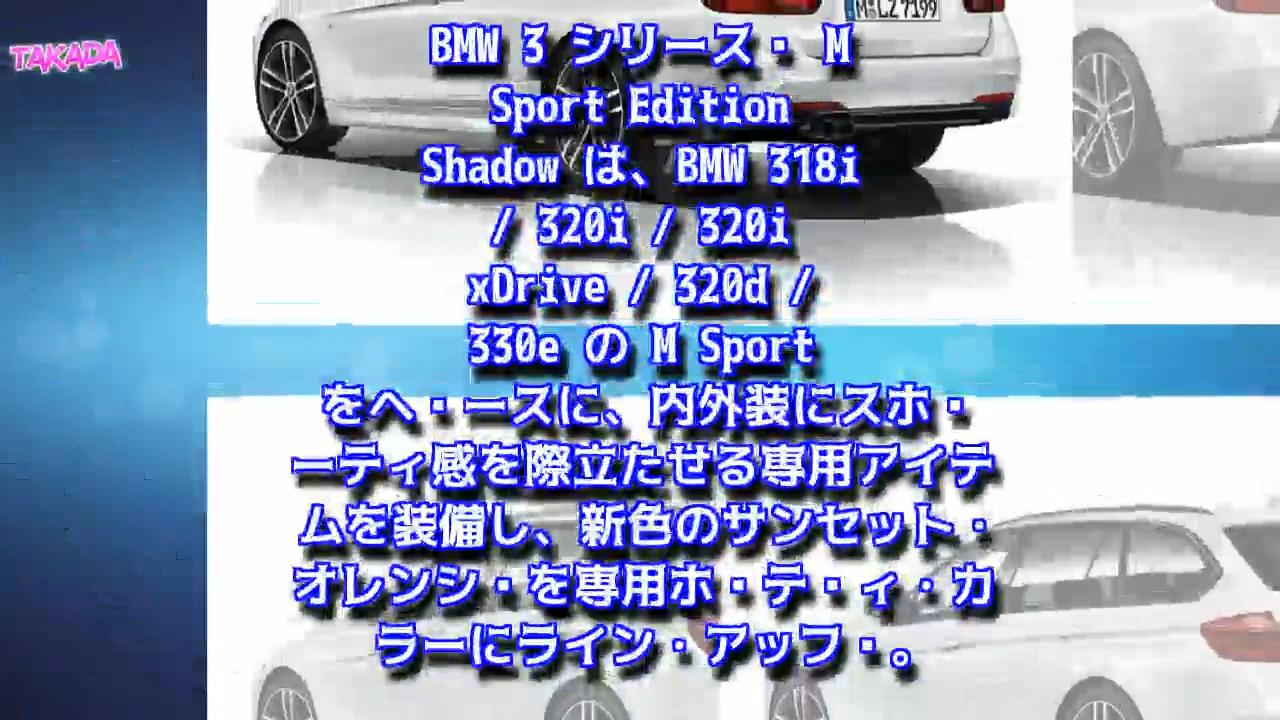 TAKADA
M CZ 7199
BMW 3 シリース・ M
Sport Edition
Shadow は、BMW 318i
/ 320i / 320i
xDrive / 320d /
330e の M Sport
をヘ・ースに、内外装にスホ・
ーティ感を際立たせる専用アイテ
ムを装備し、新色のサンセット・
オレンシ・を専用ホ・テ・ィ・カ
ラーにライン・アッフ・。